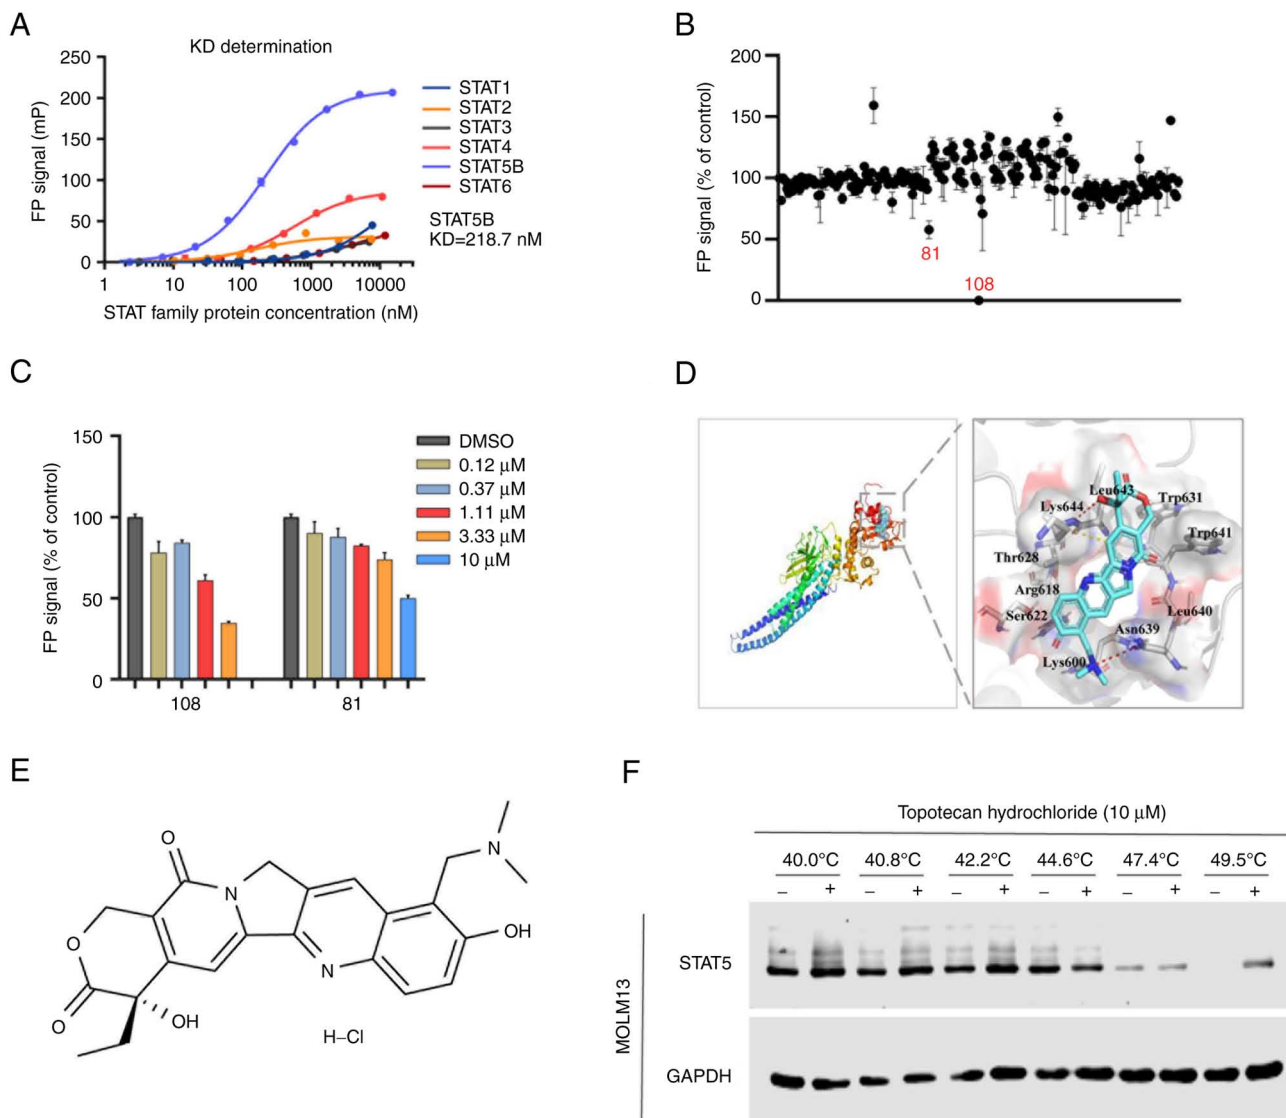 A
KD determination
FP signal (mP)
250
200
150
100
50
0
1
10
100
1000
10000
STAT family protein concentration (nM)
STAT1
STAT2
STAT3
STAT4
STAT5B
STAT6
STAT5B
KD=218.7 nM
B
FP signal (% of control)
200
150
100
50
0
81
108
C
FP signal (% of control)
150
100
50
0
108
81
DMSO
0.12 µM
0.37 µM
1.11 µM
3.33 µM
10 µM
D
Leu643
Lys644
Trp631
Trp641
Thr628
Arg618
Ser622
Leu640
Asn639
Lys600
E
O
N
N
O
N
OH
O
OH
H–Cl
F
Topotecan hydrochloride (10 µM)
40.0°C 40.8°C 42.2°C 44.6°C 47.4°C 49.5°C
– + – + – + – + – + – +
MOLM13
STAT5
GAPDH